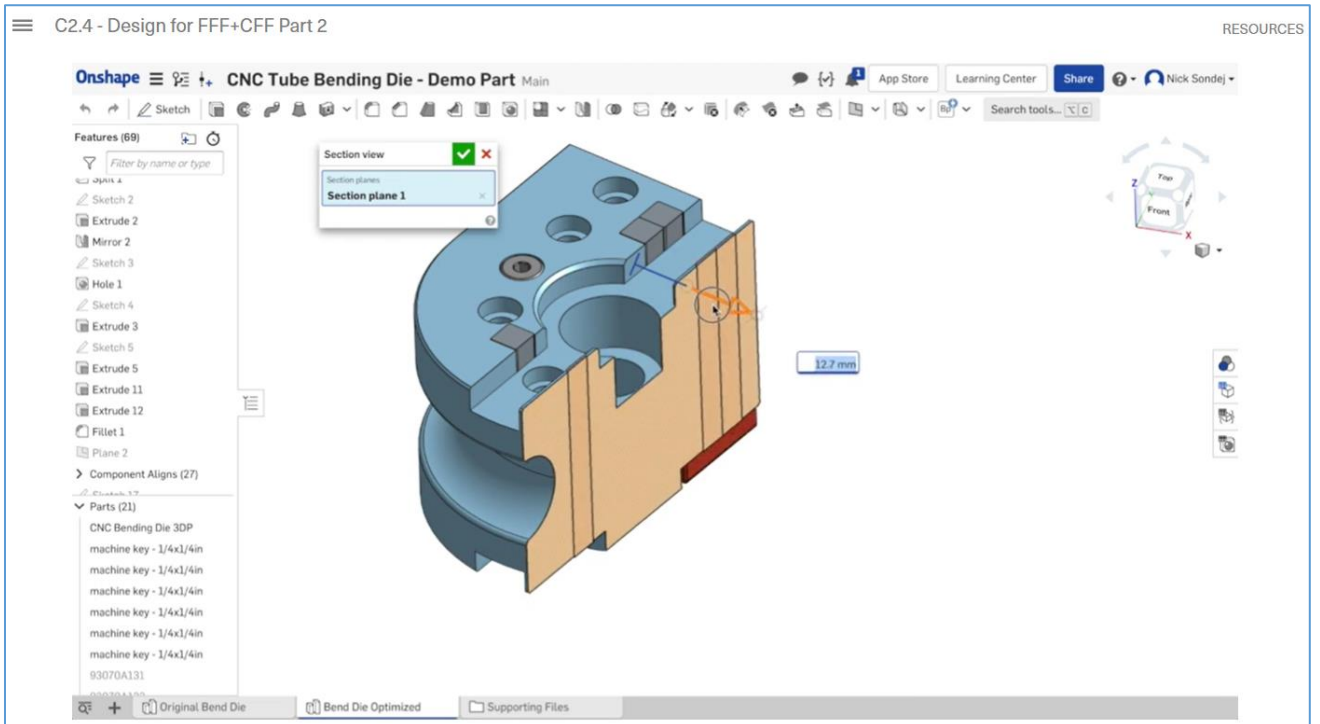 C2.4 - Design for FFF+CFF Part 2
RESOURCES
Onshape CNC Tube Bending Die - Demo Part Main
1 App Store Learning Center Share Nick Sondej
Sketch
Search tools... ⌥ C
Features (69)
Filter by name or type
Split 1
Sketch 2
Extrude 2
Mirror 2
Sketch 3
Hole 1
Sketch 4
Extrude 3
Sketch 5
Extrude 5
Extrude 11
Extrude 12
Fillet 1
Plane 2
Component Aligns (27)
Sketch 17
Parts (21)
CNC Bending Die 3DP
machine key - 1/4x1/4in
machine key - 1/4x1/4in
machine key - 1/4x1/4in
machine key - 1/4x1/4in
machine key - 1/4x1/4in
machine key - 1/4x1/4in
93070A131
Section view
Section planes
Section plane 1
12.7 mm
Z
Top
Front
X
Original Bend Die
Bend Die Optimized
Supporting Files